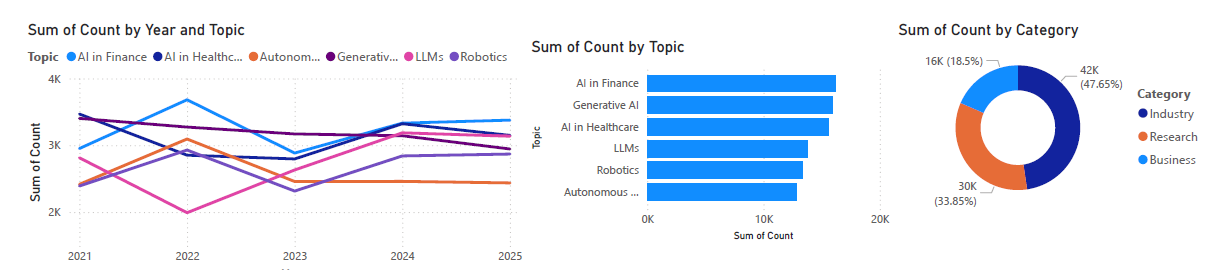 Sum of Count by Year and Topic
Topic AI in Finance AI in Healthc... Autonom... Generativ... LLMs Robotics
4K
3K
2K
Sum of Count
2021 2022 2023 2024 2025
Sum of Count by Topic
Topic
AI in Finance
Generative AI
AI in Healthcare
LLMs
Robotics
Autonomous ...
0K 10K 20K
Sum of Count
Sum of Count by Category
16K (18.5%)
42K
(47.65%)
30K
(33.85%)
Category
Industry
Research
Business